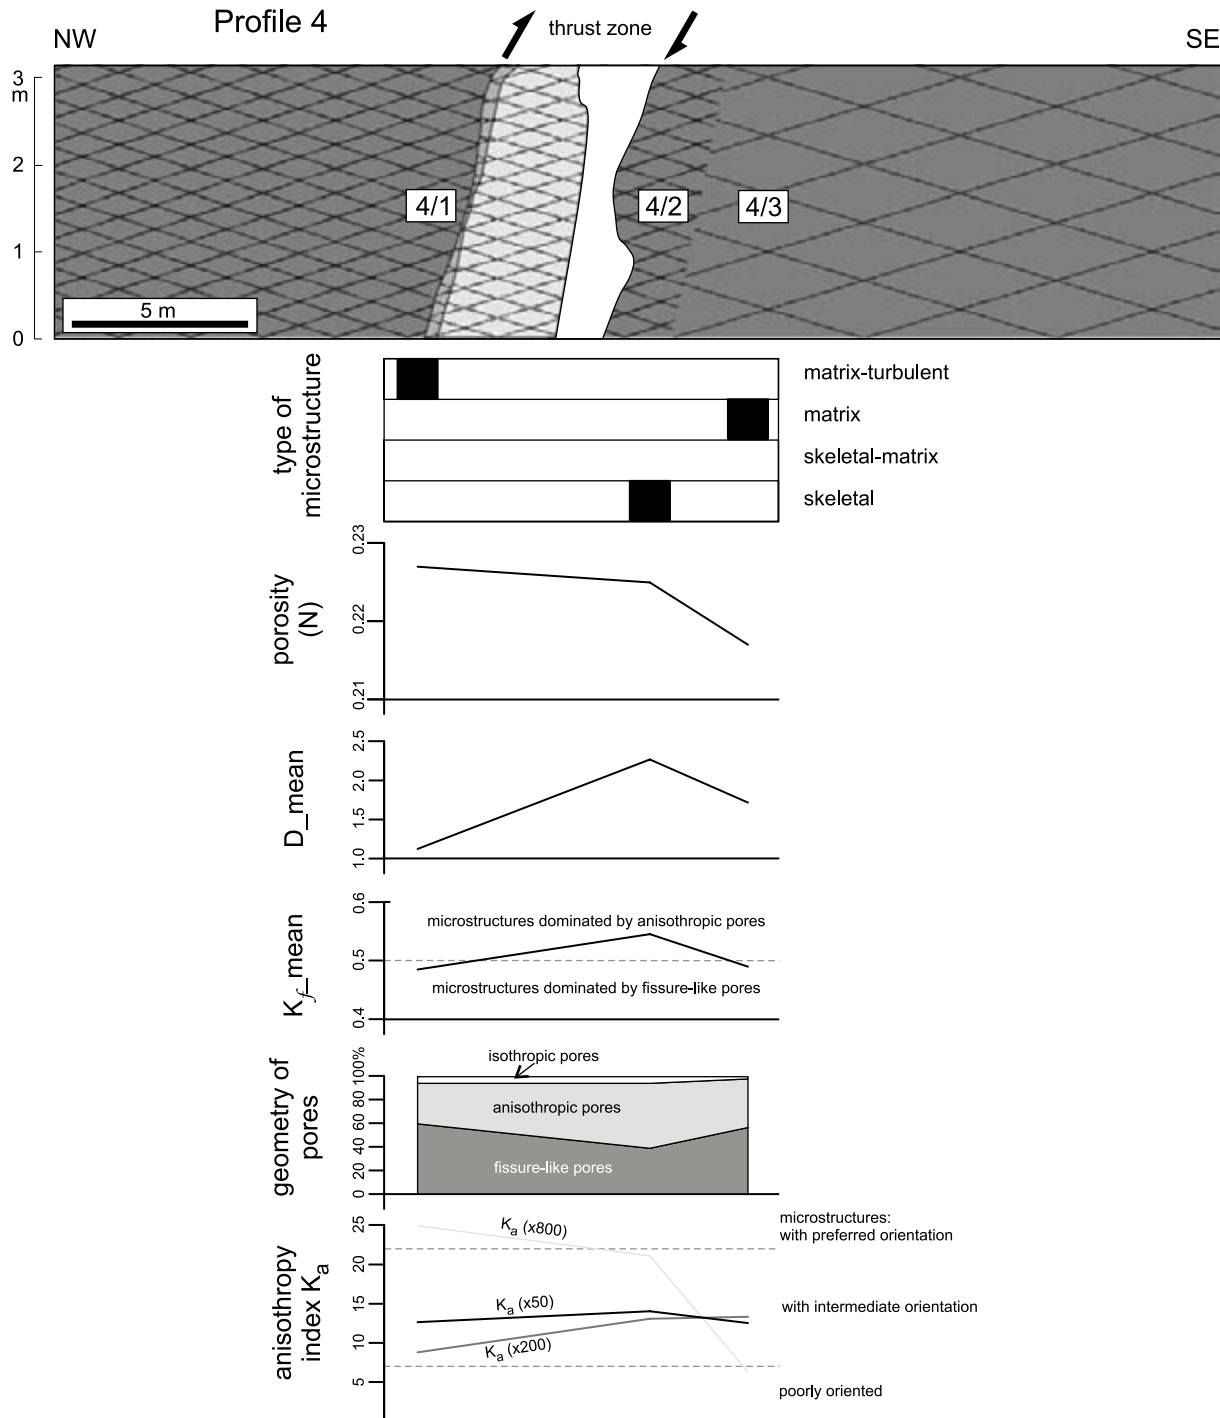 Profile 4
NW
thrust zone
SE
3
m
2
1
0
4/1
4/2
4/3
5 m
type of
microstructure
matrix-turbulent
matrix
skeletal-matrix
skeletal
porosity
(N)
0.23
0.22
0.21
D_mean
2.5
2.0
1.5
1.0
K_f_mean
0.6
0.5
0.4
microstructures dominated by anisothropic pores
microstructures dominated by fissure-like pores
geometry of
pores
100%
80
60
40
20
0
isothropic pores
anisothropic pores
fissure-like pores
anisothropy
index Ka
25
20
15
10
5
Ka (x800)
Ka (x50)
Ka (x200)
microstructures:
with preferred orientation
with intermediate orientation
poorly oriented